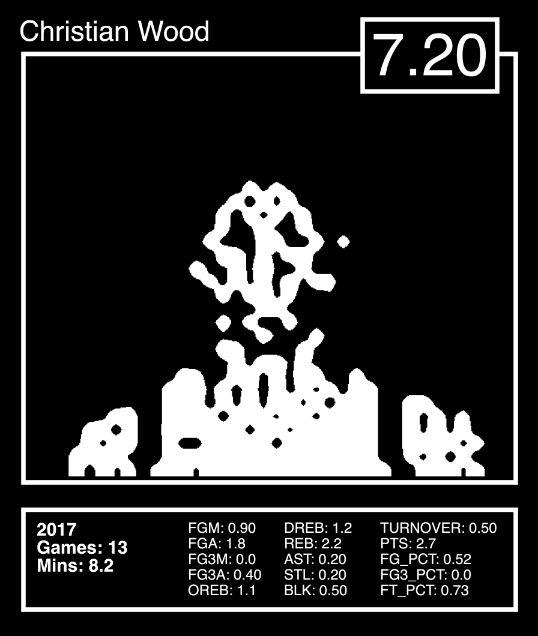 Christian Wood
7.20
2017
Games: 13
Mins: 8.2
FGM: 0.90
FGA: 1.8
FG3M: 0.0
FG3A: 0.40
OREB: 1.1
DREB: 1.2
REB: 2.2
AST: 0.20
STL: 0.20
BLK: 0.50
TURNOVER: 0.50
PTS: 2.7
FG_PCT: 0.52
FG3_PCT: 0.0
FT_PCT: 0.73